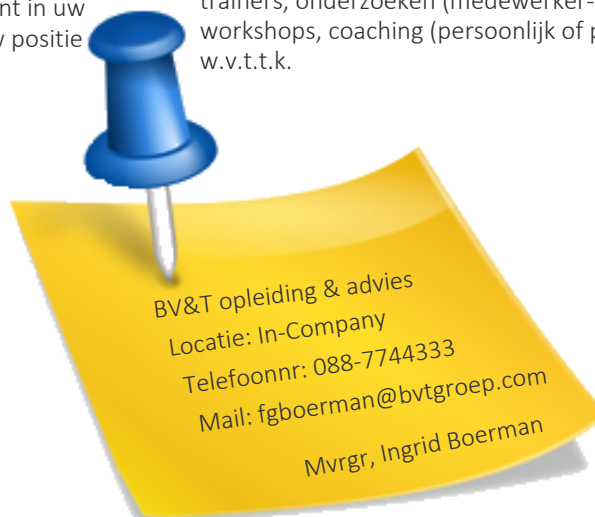 nt in uw
positie
trainers, onderzoeken (medewerker-
workshops, coaching (persoonlijk of p
w.v.t.t.k.
BV&T opleiding & advies
Locatie: In-Company
Telefoonnr: 088-7744333
Mail: fgboerman@bvtgroep.com
Mvrgr, Ingrid Boerman